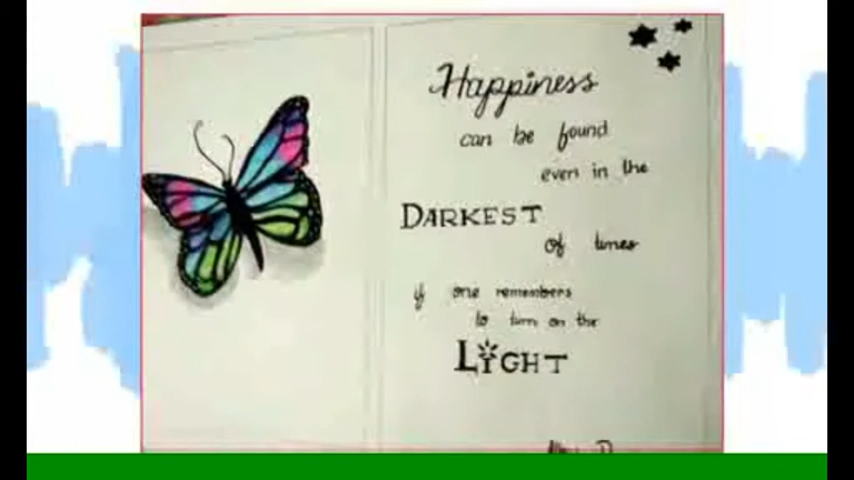 Happiness
can be found
even in the
DARKEST
of times
if one remembers
to turn on the
LIGHT